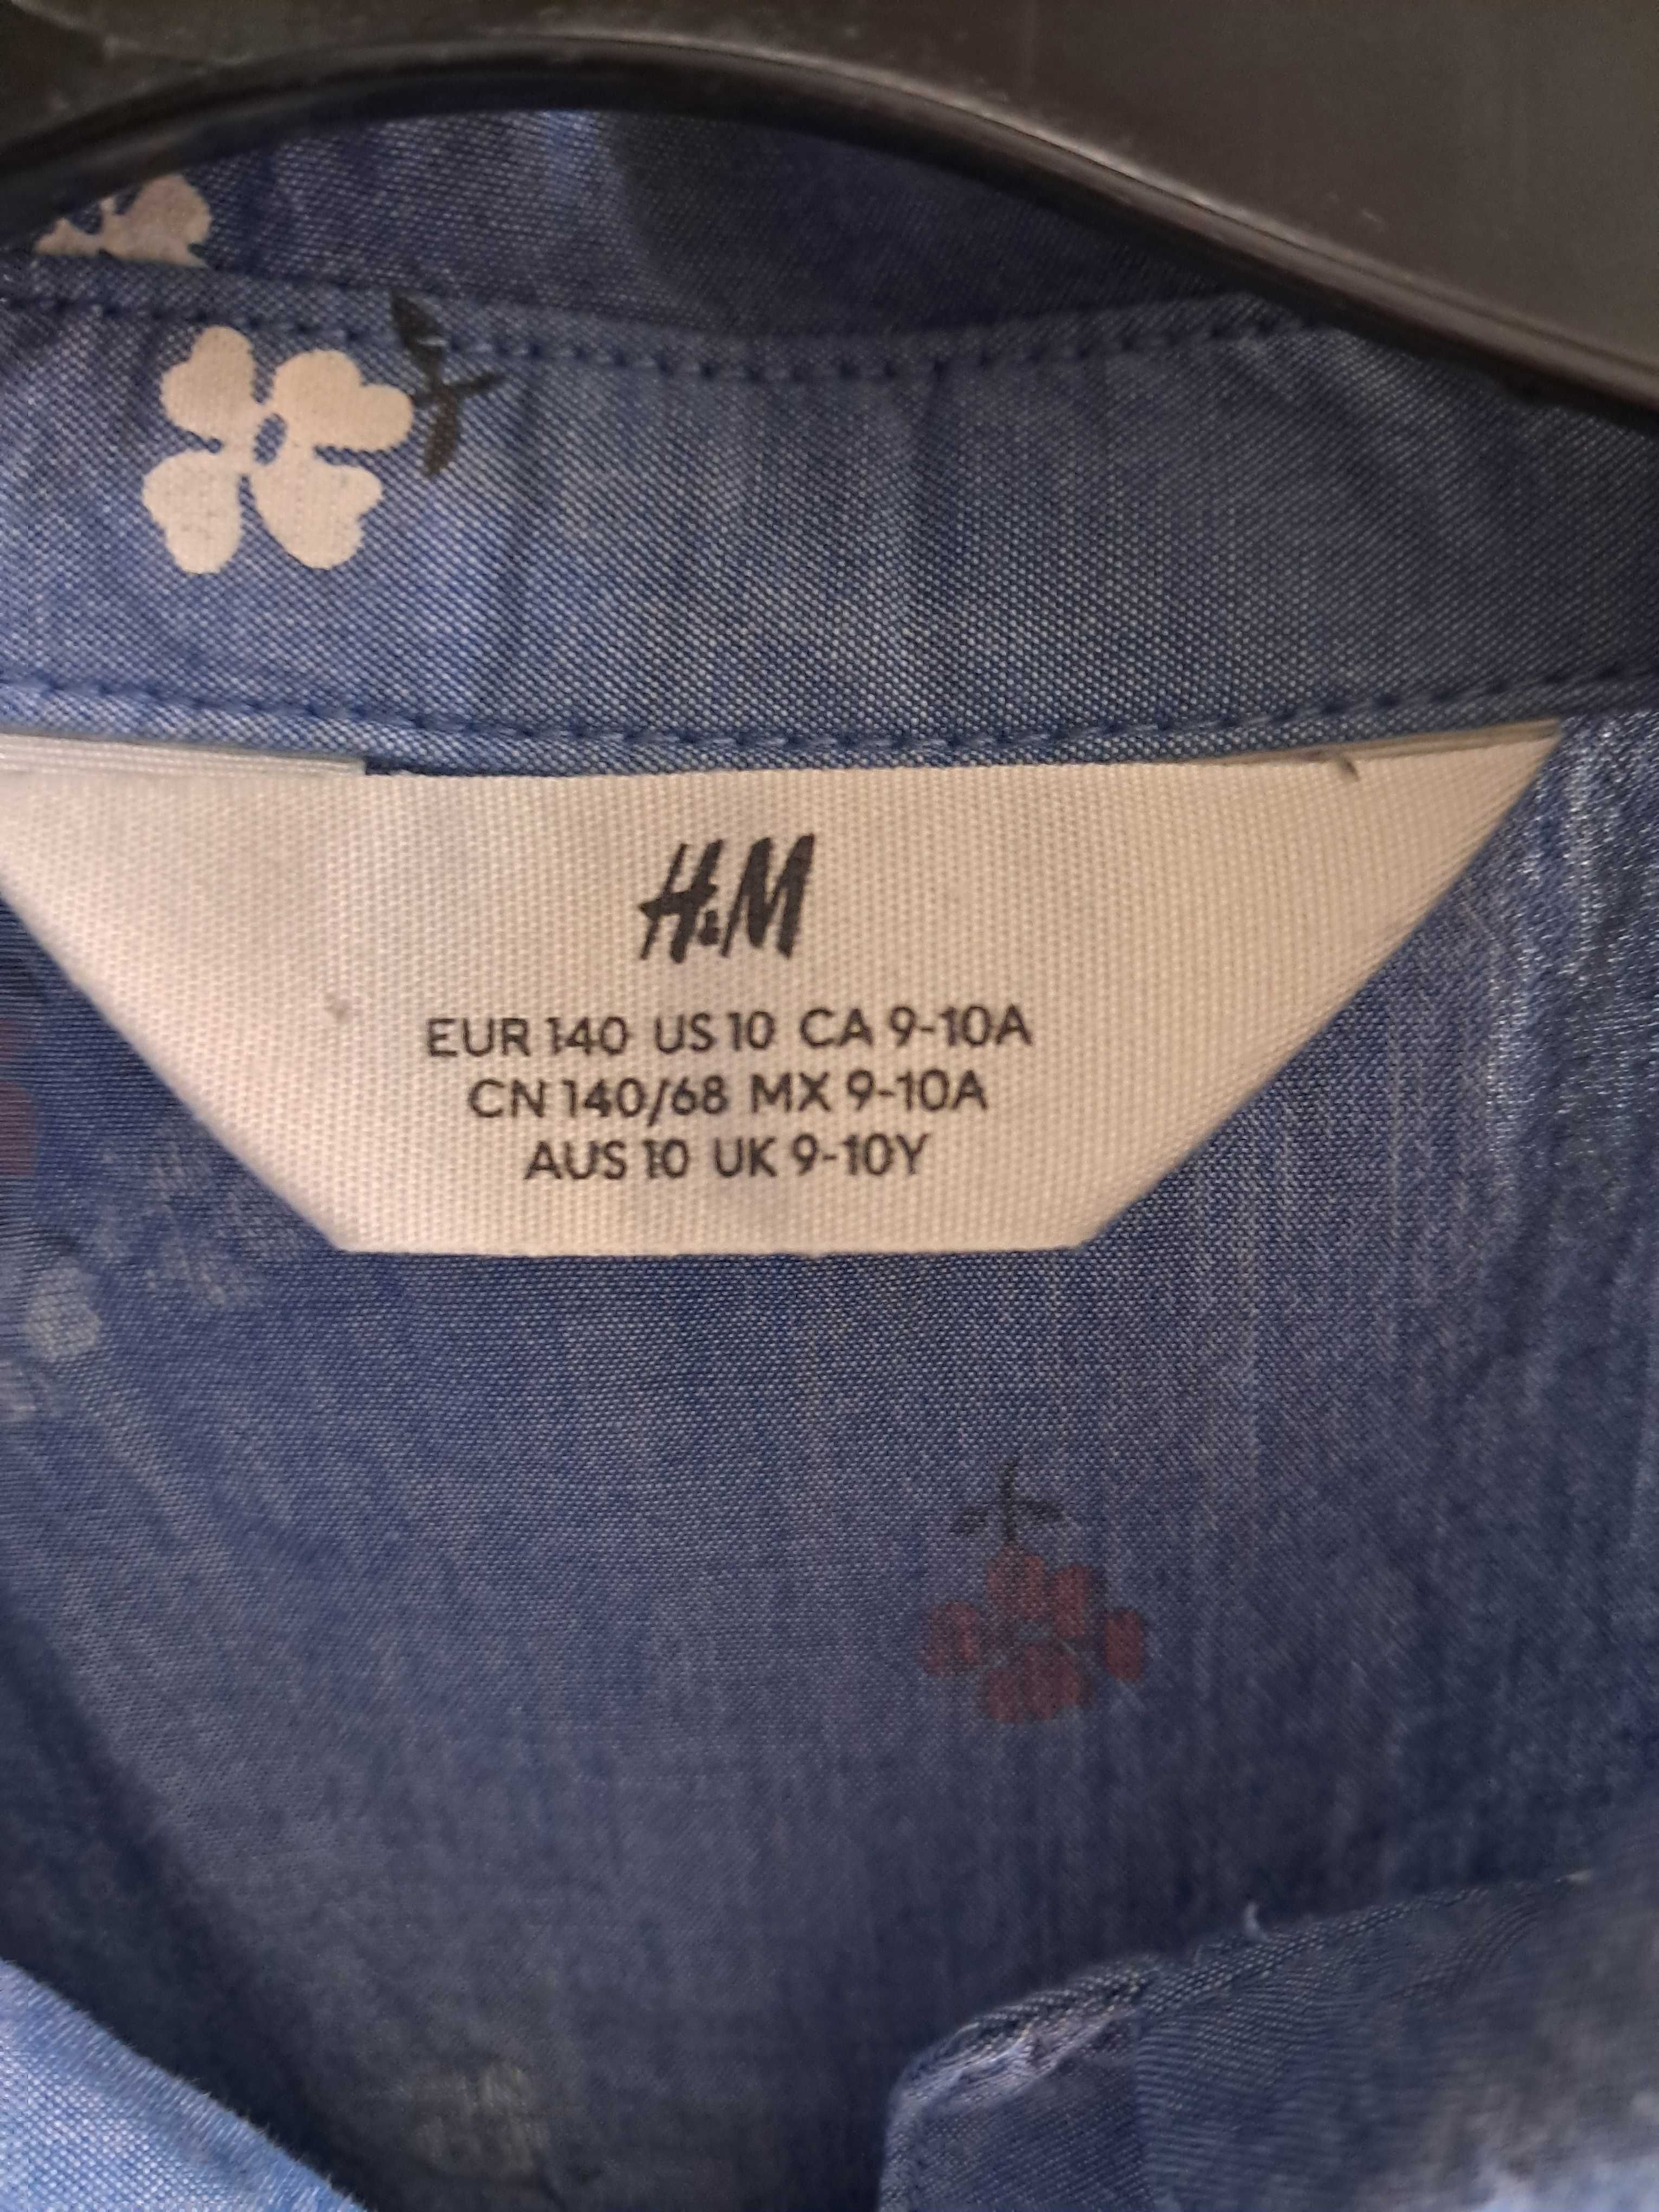 H&M
EUR 140 US 10 CA 9-10A
CN 140/68 MX 9-10A
AUS 10 UK 9-10Y